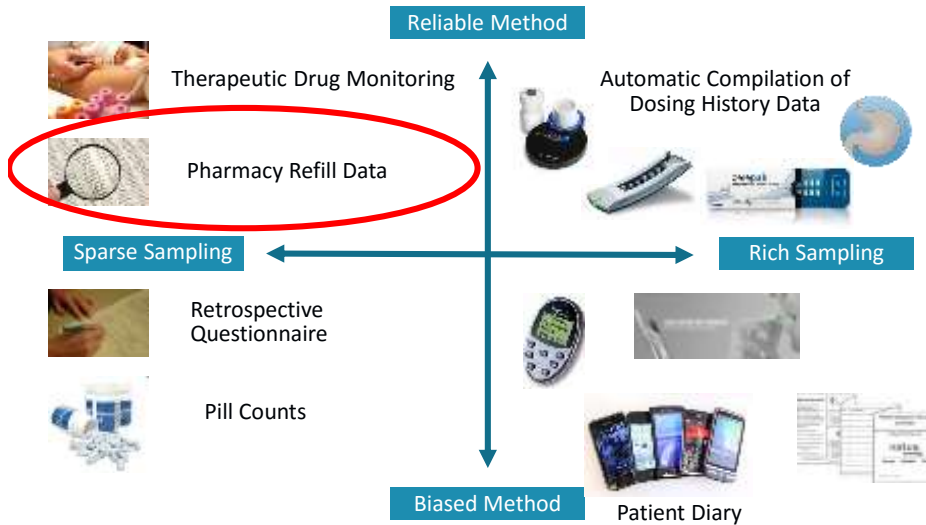 Reliable Method
Therapeutic Drug Monitoring
Automatic Compilation of
Dosing History Data
Pharmacy Refill Data
Sparse Sampling
Rich Sampling
Retrospective
Questionnaire
Pill Counts
Biased Method
Patient Diary